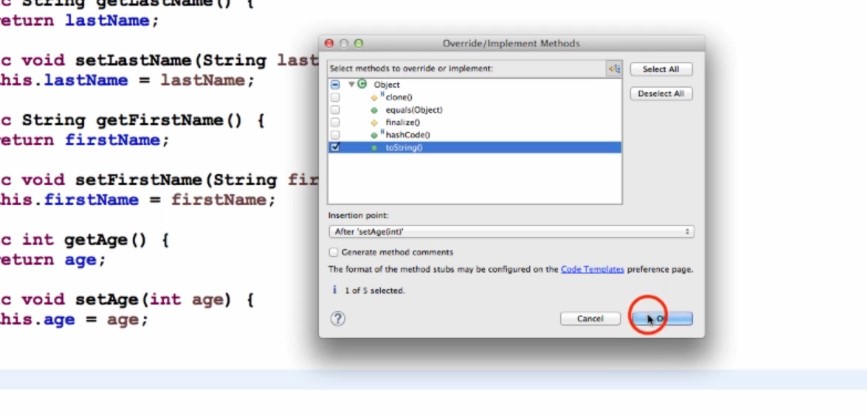 c String getLastName() {
return lastName;
c void setLastName(String last
his.lastName = lastName;
c String getFirstName() {
return firstName;
c void setFirstName(String fir
his.firstName = firstName;
c int getAge() {
eturn age;
c void setAge(int age) {
his.age = age;
Override/Implement Methods
Select methods to override or implement:
Select All
Deselect All
Object
clone()
equals(Object)
finalize()
hashCode()
toString()
Insertion point:
After 'setAge(int)'
Generate method comments
The format of the method stubs may be configured on the Code Templates preference page.
i 1 of 5 selected.
?
Cancel